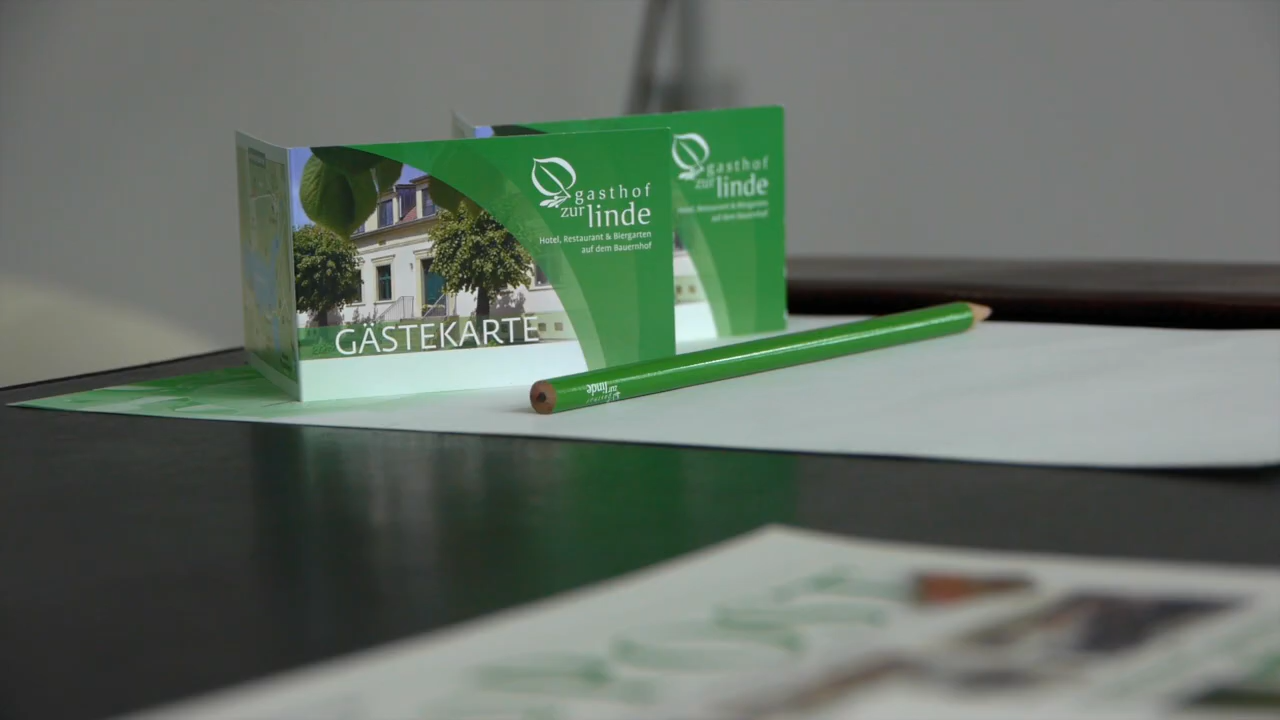 gasthof
zur linde
Hotel, Restaurant & Biergarten
auf dem Bauernhof
GÄSTEKARTE
gasthof
zur linde
Hotel, Restaurant & Biergarten
auf dem Bauernhof
zur
linde